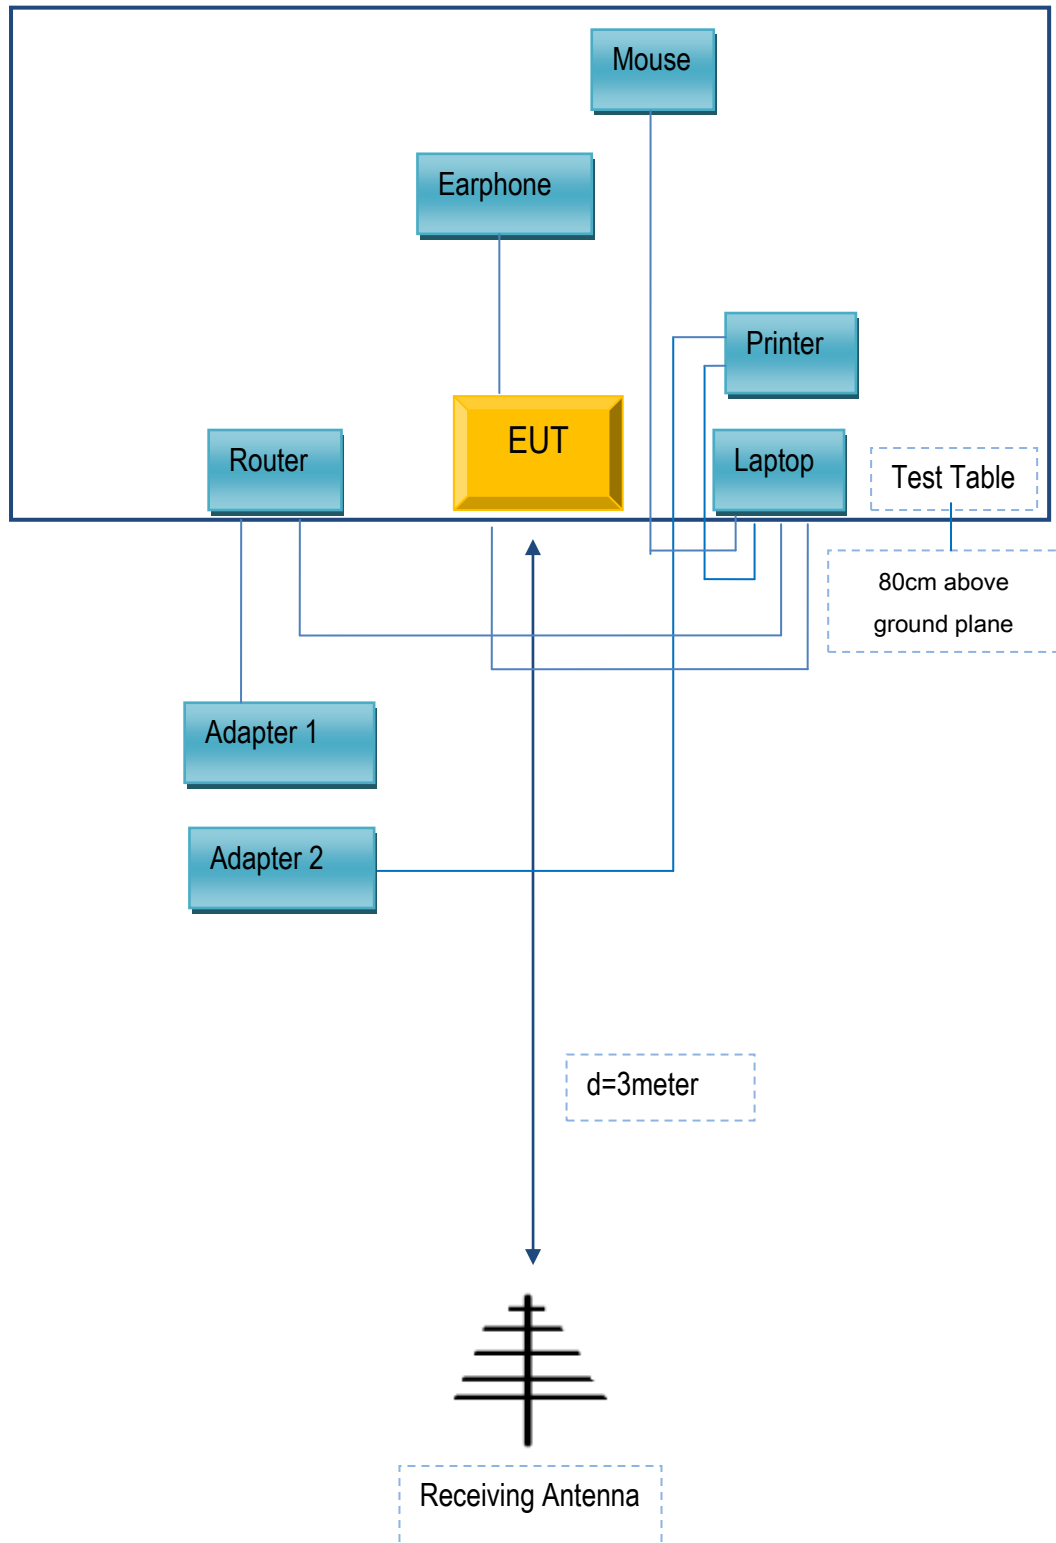 Mouse
Earphone
Printer
EUT
Router
Laptop
Test Table
80cm above
ground plane
Adapter 1
Adapter 2
d=3meter
Receiving Antenna